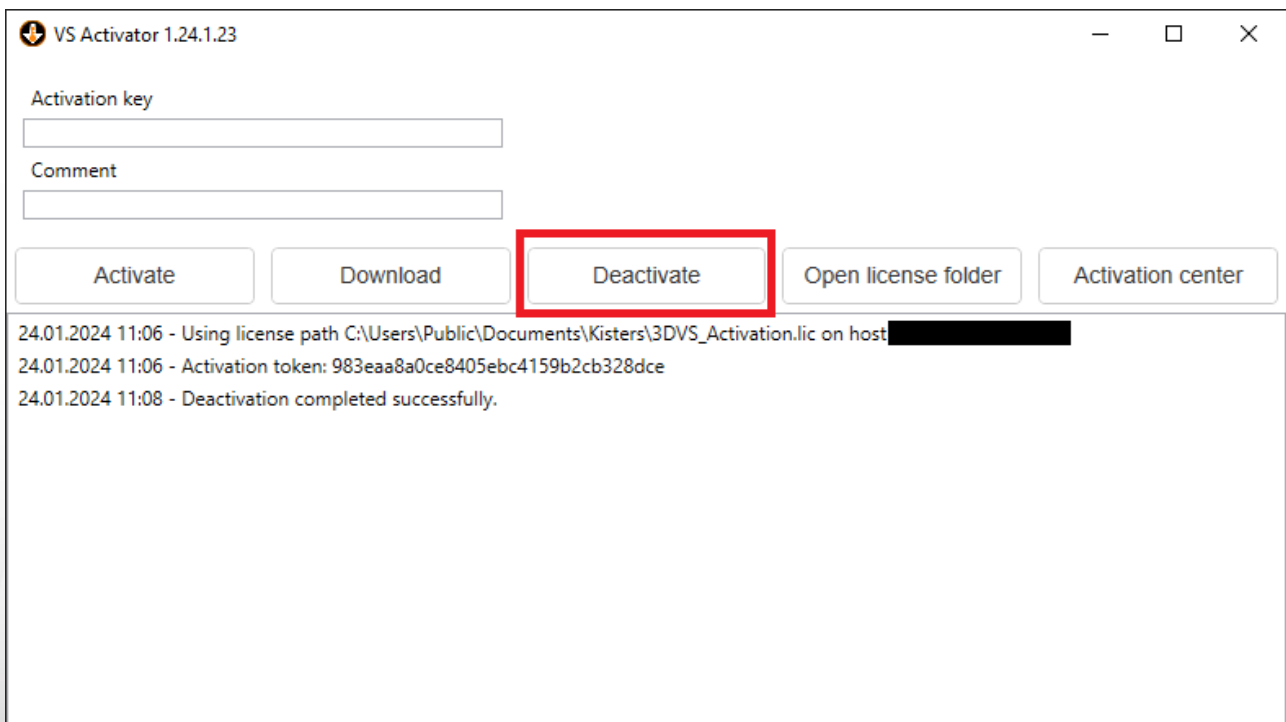 VS Activator 1.24.1.23
Activation key
Comment
Activate
Download
Deactivate
Open license folder
Activation center
24.01.2024 11:06 - Using license path C:\Users\Public\Documents\Kisters\3DVS_Activation.lic on host
24.01.2024 11:06 - Activation token: 983eaa8a0ce8405ebc4159b2cb328dce
24.01.2024 11:08 - Deactivation completed successfully.